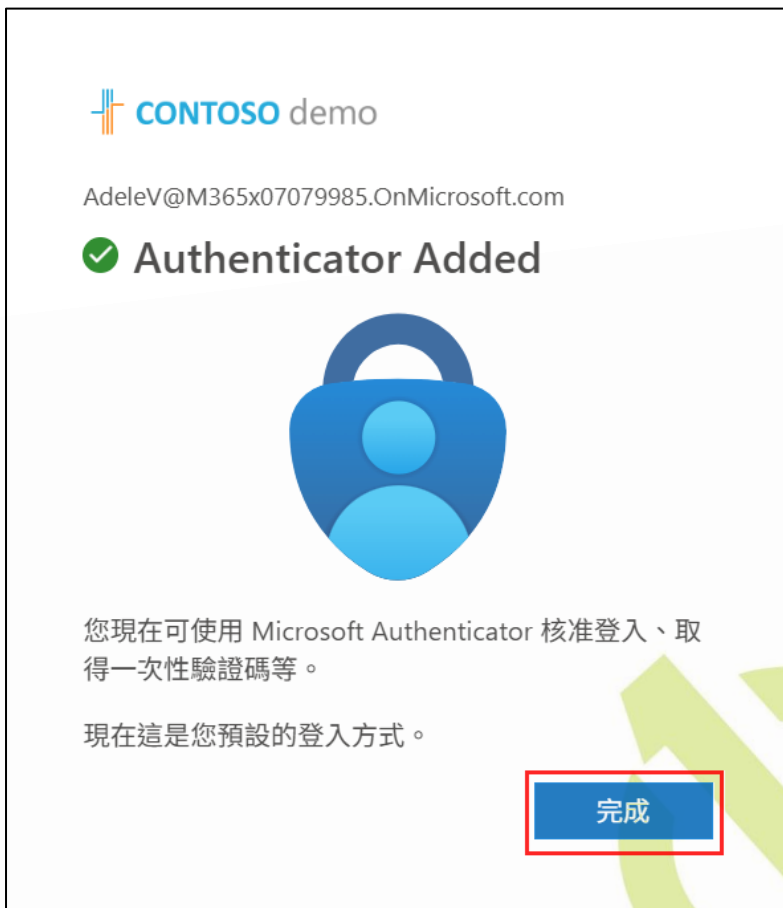 CONTOSO demo
AdeleV@M365x07079985.OnMicrosoft.com
Authenticator Added
您現在可使用 Microsoft Authenticator 核准登入、取
得一次性驗證碼等。
現在這是您預設的登入方式。
完成